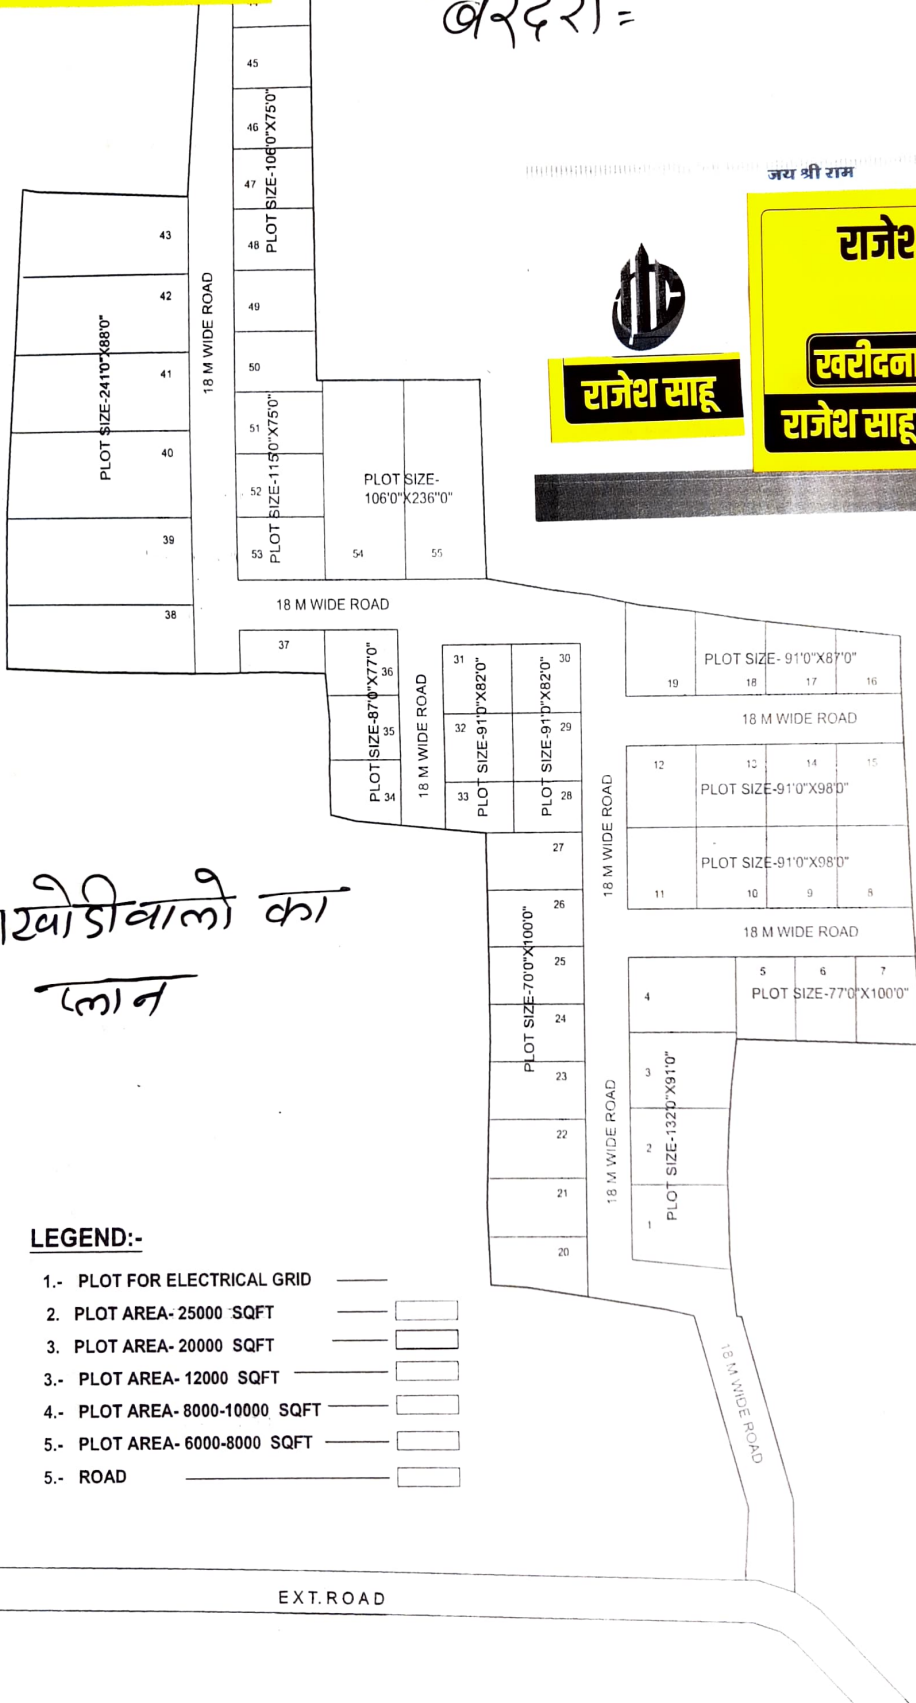 बरदरी =
45
46
47
48
49
50
51
52
53
PLOT SIZE-106'0"X75'0"
PLOT SIZE-115'0"X75'0"
जय श्री राम
राजेश
खरीदना
राजेश साहू
राजेश साहू
43
42
41
40
39
38
PLOT SIZE-241'0"X88'0"
18 M WIDE ROAD
PLOT SIZE-
106'0"X236"0"
54
55
18 M WIDE ROAD
37
36
35
34
PLOT SIZE-87'0"X77'0"
18 M WIDE ROAD
31
32
33
PLOT SIZE-91'0"X82'0"
30
29
28
PLOT SIZE-91'0"X82'0"
PLOT SIZE- 91'0"X87'0"
19
18
17
16
18 M WIDE ROAD
12
13
14
15
PLOT SIZE-91'0"X98'0"
PLOT SIZE-91'0"X98'0"
11
10
9
8
18 M WIDE ROAD
18 M WIDE ROAD
5
6
7
PLOT SIZE-77'0"X100'0"
4
3
2
1
PLOT SIZE-132'0"X91'0"
18 M WIDE ROAD
27
26
25
24
23
22
21
20
PLOT SIZE-70'0"X100'0"
का
प्लान
LEGEND:-
1.- PLOT FOR ELECTRICAL GRID
2. PLOT AREA- 25000 SQFT
3. PLOT AREA- 20000 SQFT
3.- PLOT AREA- 12000 SQFT
4.- PLOT AREA- 8000-10000 SQFT
5.- PLOT AREA- 6000-8000 SQFT
5.- ROAD
18 M WIDE ROAD
EXT.ROAD